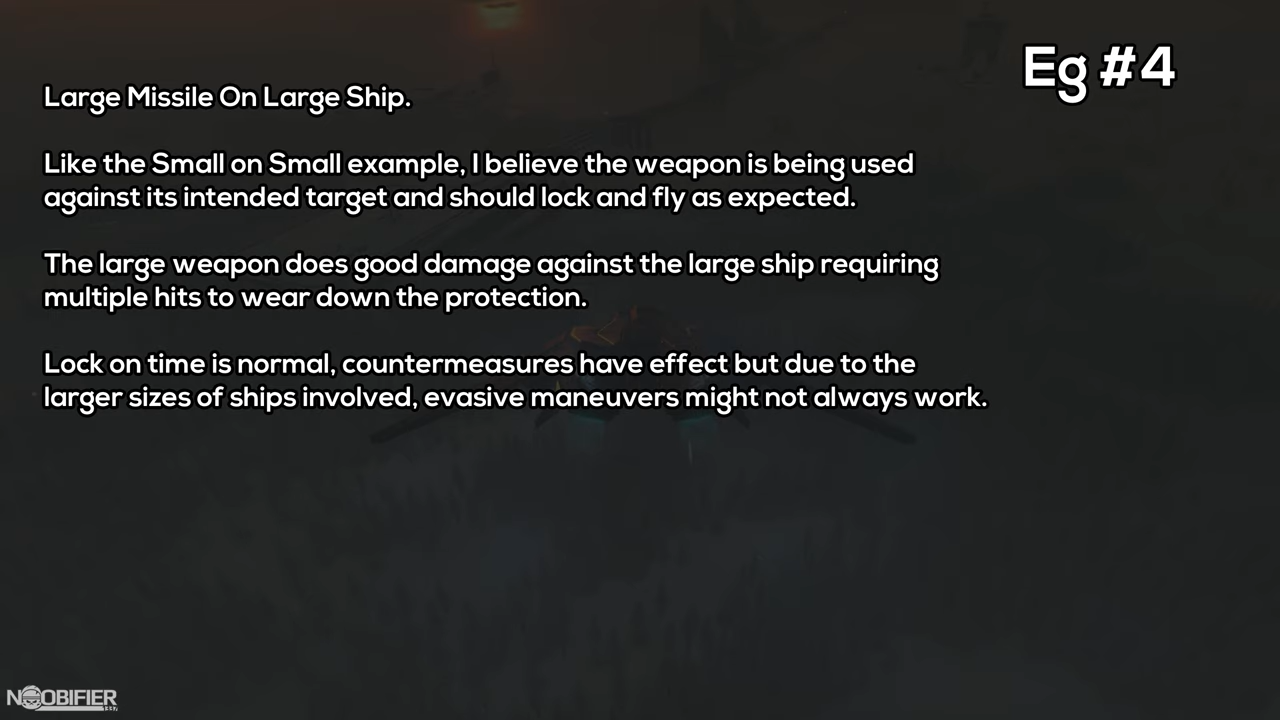 Eg #4
Large Missile On Large Ship.
Like the Small on Small example, I believe the weapon is being used
against its intended target and should lock and fly as expected.
The large weapon does good damage against the large ship requiring
multiple hits to wear down the protection.
Lock on time is normal, countermeasures have effect but due to the
larger sizes of ships involved, evasive maneuvers might not always work.
NOOBIFIER